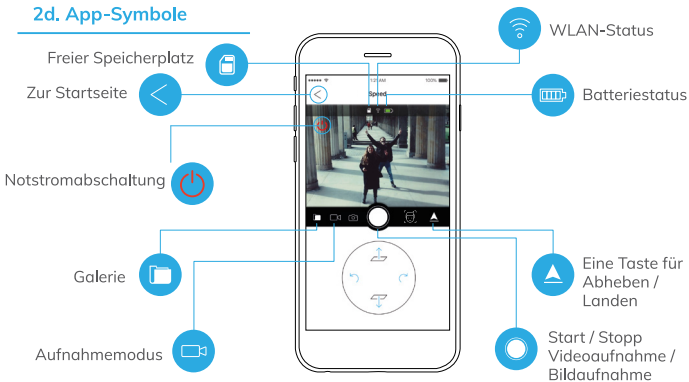 2d. App-Symbole
Freier Speicherplatz
Zur Startseite
Notstromabschaltung
Galerie
Aufnahmemodus
100%
Speed
WLAN-Status
Batteriestatus
Eine Taste für
Abheben /
Landen
Start / Stopp
Videoaufnahme /
Bildaufnahme